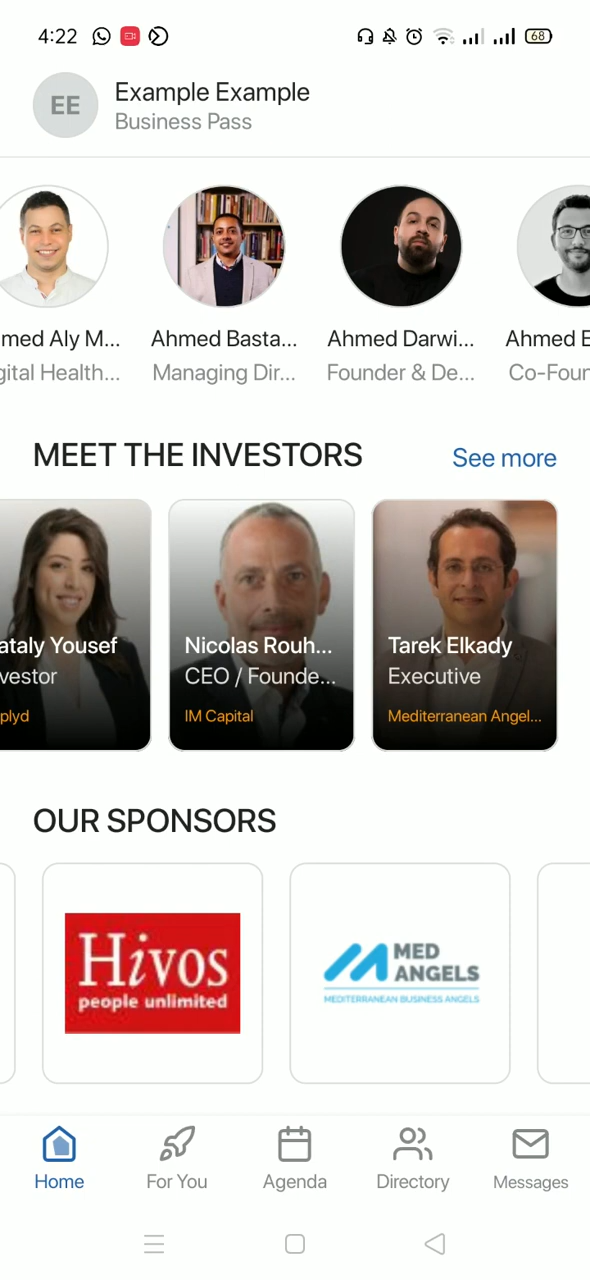 4:22
68
EE
Example Example
Business Pass
med Aly M...
Ahmed Basta...
Ahmed Darwi...
Ahmed E
gital Health...
Managing Dir...
Founder & De...
Co-Foun
MEET THE INVESTORS
See more
ataly Yousef
vestor
plyd
Nicolas Rouh...
CEO / Founde...
IM Capital
Tarek Elkady
Executive
Mediterranean Angel...
OUR SPONSORS
Hivos
people unlimited
MED
ANGELS
MEDITERRANEAN BUSINESS ANGELS
Home
For You
Agenda
Directory
Messages